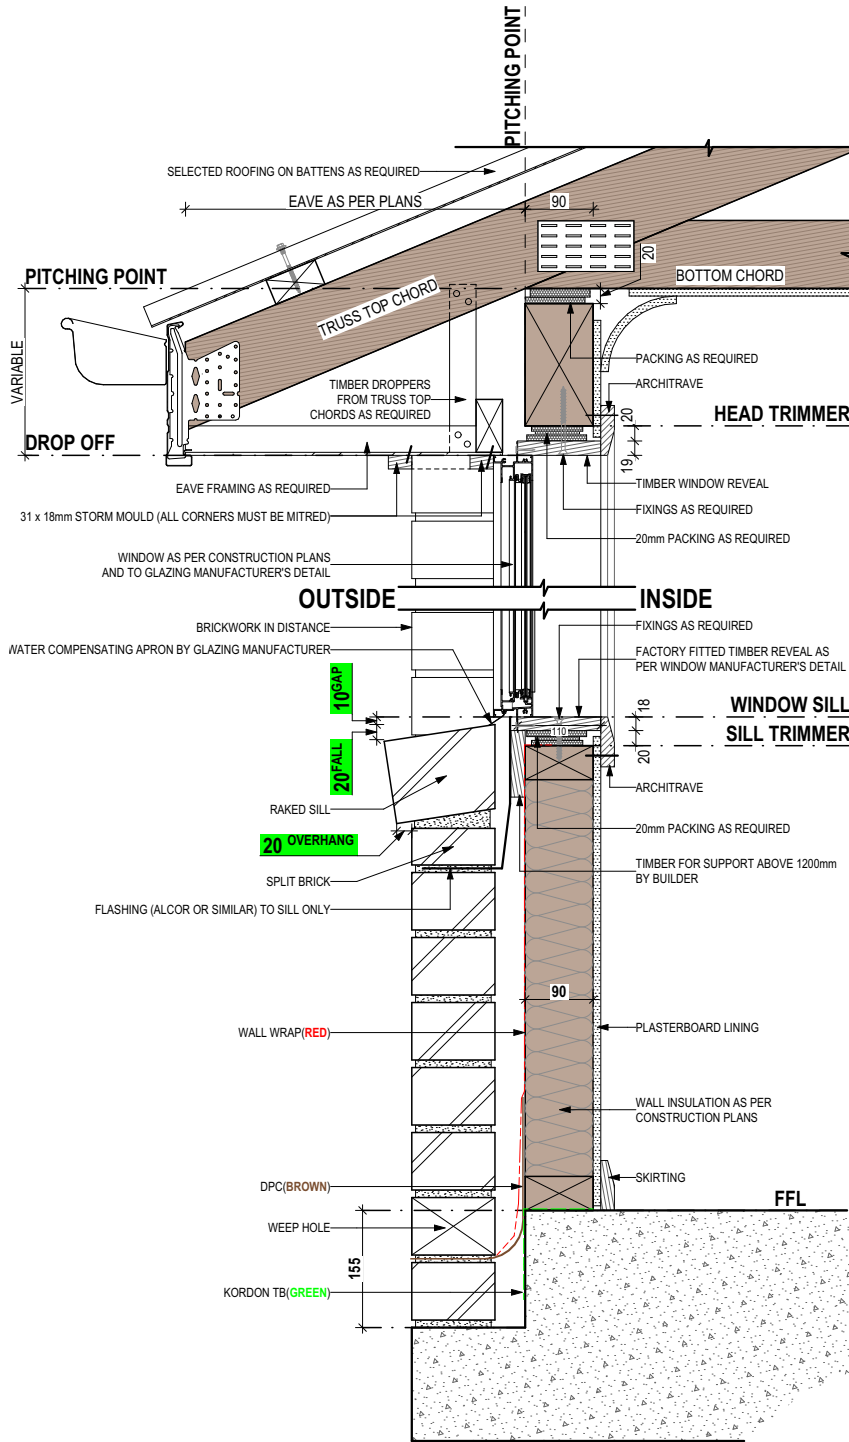 PITCHING POINT
SELECTED ROOFING ON BATTENS AS REQUIRED
EAVE AS PER PLANS
90
20
BOTTOM CHORD
PITCHING POINT
TRUSS TOP CHORD
VARIABLE
PACKING AS REQUIRED
TIMBER DROPPERS
FROM TRUSS TOP
CHORDS AS REQUIRED
ARCHITRAVE
20
HEAD TRIMMER
DROP OFF
19
EAVE FRAMING AS REQUIRED
TIMBER WINDOW REVEAL
31 x 18mm STORM MOULD (ALL CORNERS MUST BE MITRED)
FIXINGS AS REQUIRED
20mm PACKING AS REQUIRED
WINDOW AS PER CONSTRUCTION PLANS
AND TO GLAZING MANUFACTURER'S DETAIL
OUTSIDE
INSIDE
BRICKWORK IN DISTANCE
FIXINGS AS REQUIRED
WATER COMPENSATING APRON BY GLAZING MANUFACTURER
FACTORY FITTED TIMBER REVEAL AS
PER WINDOW MANUFACTURER'S DETAIL
10 GAP
18
WINDOW SILL
110
SILL TRIMMER
20 FALL
20
RAKED SILL
ARCHITRAVE
20 OVERHANG
20mm PACKING AS REQUIRED
SPLIT BRICK
TIMBER FOR SUPPORT ABOVE 1200mm
BY BUILDER
FLASHING (ALCOR OR SIMILAR) TO SILL ONLY
90
WALL WRAP(RED)
PLASTERBOARD LINING
WALL INSULATION AS PER
CONSTRUCTION PLANS
DPC(BROWN)
SKIRTING
FFL
WEEP HOLE
155
KORDON TB(GREEN)